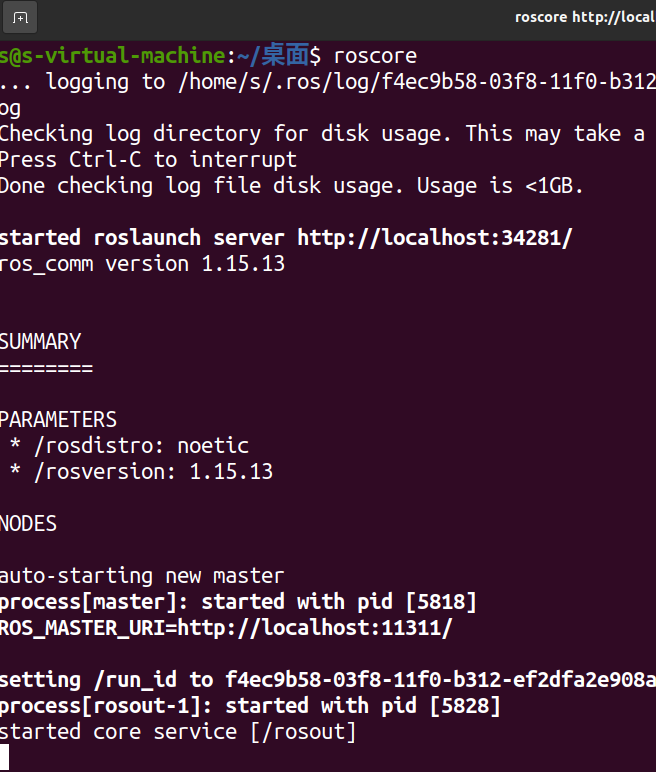 roscore http://local
s@s-virtual-machine:~/桌面$ roscore
... logging to /home/s/.ros/log/f4ec9b58-03f8-11f0-b312
og
Checking log directory for disk usage. This may take a
Press Ctrl-C to interrupt
Done checking log file disk usage. Usage is <1GB.
started roslaunch server http://localhost:34281/
ros_comm version 1.15.13
SUMMARY
========
PARAMETERS
 * /rosdistro: noetic
 * /rosversion: 1.15.13
NODES
auto-starting new master
process[master]: started with pid [5818]
ROS_MASTER_URI=http://localhost:11311/
setting /run_id to f4ec9b58-03f8-11f0-b312-ef2dfa2e908a
process[rosout-1]: started with pid [5828]
started core service [/rosout]